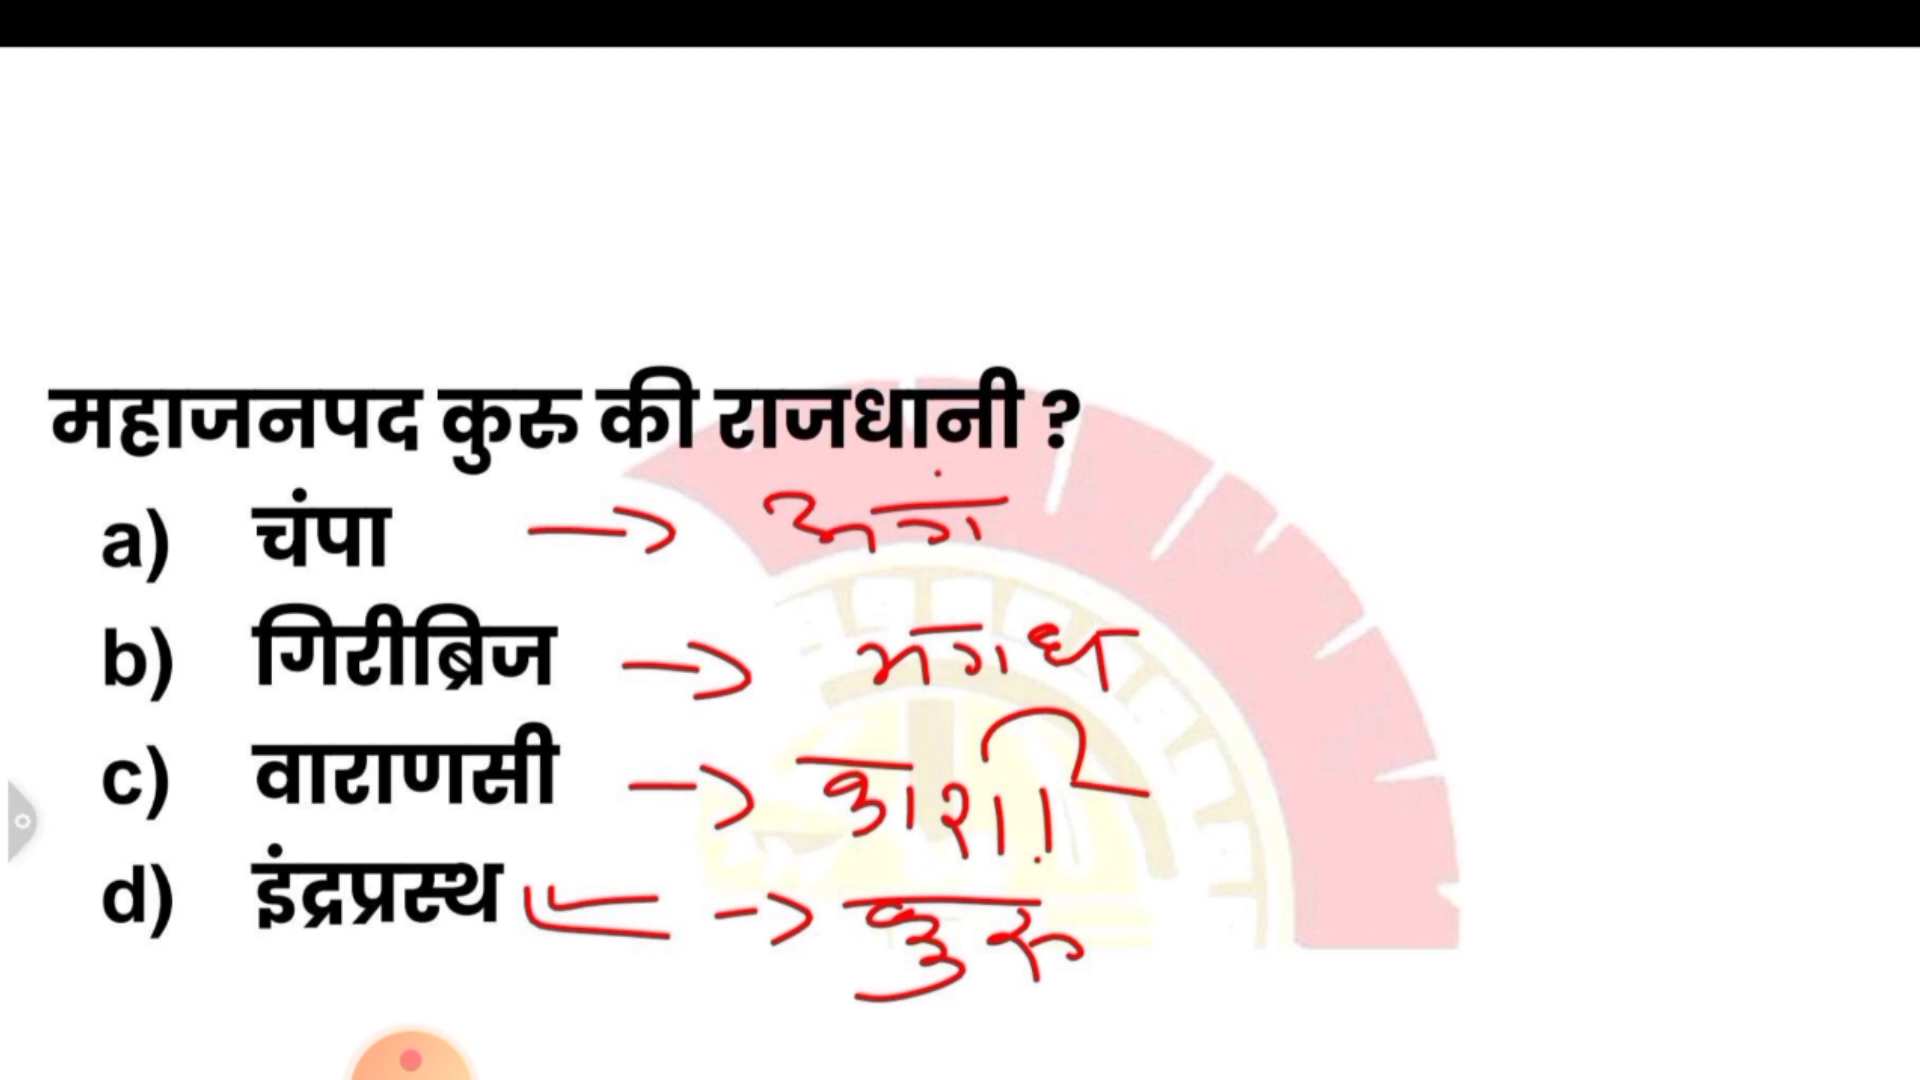 महाजनपद कुरु की राजधानी ?
a) चंपा → अंग
b) गिरीब्रिज → मगध
c) वाराणसी → काशी
d) इंद्रप्रस्थ → कुरु